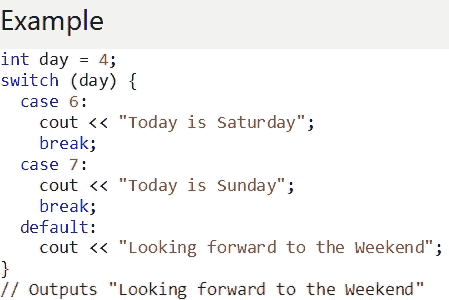 Example
int day = 4;
switch (day) {
  case 6:
    cout << "Today is Saturday";
    break;
  case 7:
    cout << "Today is Sunday";
    break;
  default:
    cout << "Looking forward to the Weekend";
}
// Outputs "Looking forward to the Weekend"